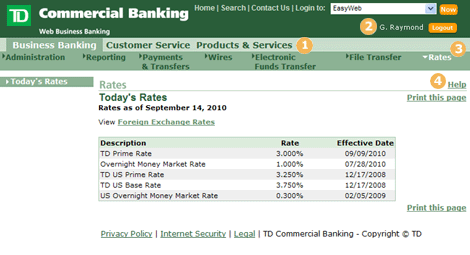 TD Commercial Banking
Home | Search | Contact Us | Login to: EasyWeb Now
Web Business Banking
2 G. Raymond Logout
Business Banking Customer Service Products & Services 1
3
Administration Reporting Payments & Transfers Wires Electronic Funds Transfer File Transfer Rates
Today's Rates
Rates
4 Help
Today's Rates
Print this page
Rates as of September 14, 2010
View Foreign Exchange Rates
Description Rate Effective Date
TD Prime Rate 3.000% 09/09/2010
Overnight Money Market Rate 1.000% 07/28/2010
TD US Prime Rate 3.250% 12/17/2008
TD US Base Rate 3.750% 12/17/2008
US Overnight Money Market Rate 0.300% 02/05/2009
Print this page
Privacy Policy | Internet Security | Legal | TD Commercial Banking - Copyright © TD